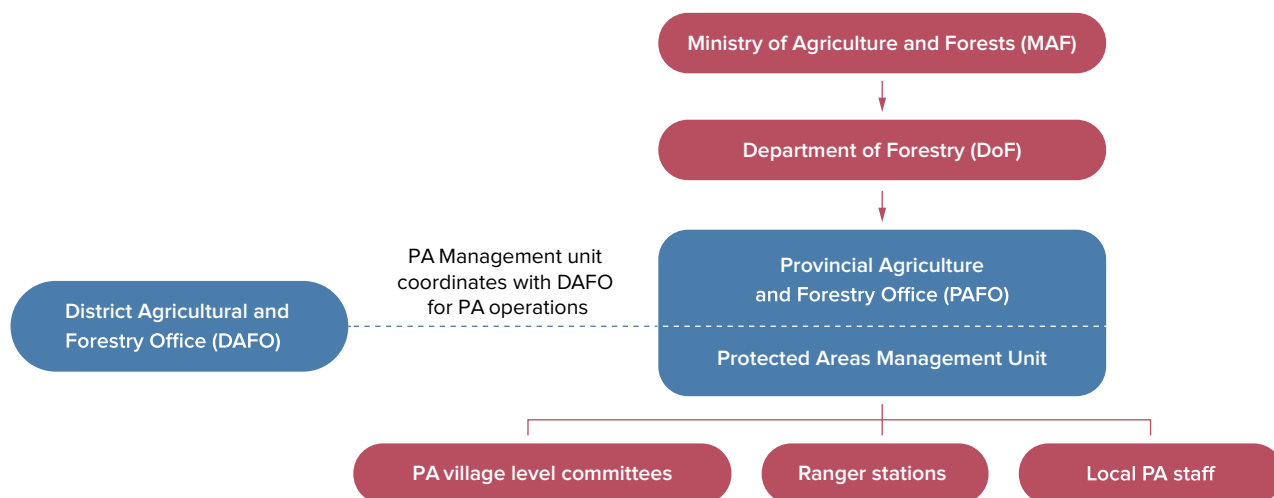 Ministry of Agriculture and Forests (MAF)
Department of Forestry (DoF)
PA Management unit
coordinates with DAFO
for PA operations
Provincial Agriculture
and Forestry Office (PAFO)
District Agricultural and
Forestry Office (DAFO)
Protected Areas Management Unit
PA village level committees
Ranger stations
Local PA staff